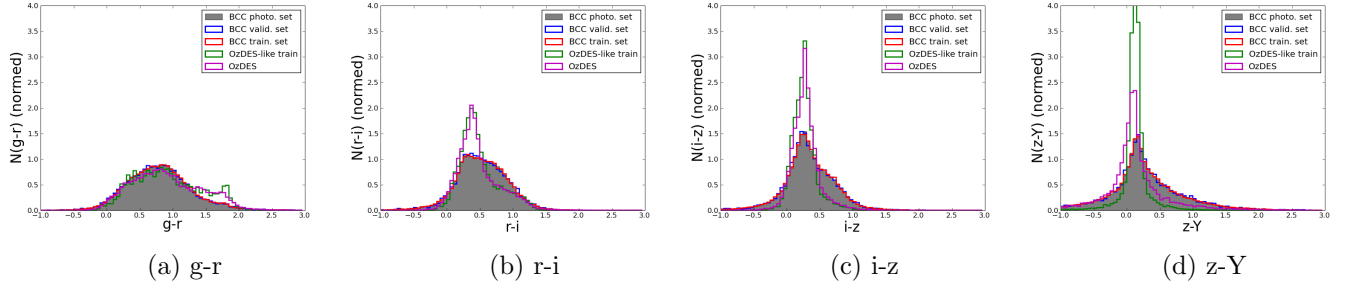 4.0
3.5
3.0
2.5
2.0
1.5
1.0
0.5
0.0
N(g-r) (normed)
BCC photo. set
BCC valid. set
BCC train. set
OzDES-like train
OzDES
−1.0 −0.5 0.0 0.5 1.0 1.5 2.0 2.5 3.0
g-r
(a) g-r
4.0
3.5
3.0
2.5
2.0
1.5
1.0
0.5
0.0
N(r-i) (normed)
BCC photo. set
BCC valid. set
BCC train. set
OzDES-like train
OzDES
−1.0 −0.5 0.0 0.5 1.0 1.5 2.0 2.5 3.0
r-i
(b) r-i
4.0
3.5
3.0
2.5
2.0
1.5
1.0
0.5
0.0
N(i-z) (normed)
BCC photo. set
BCC valid. set
BCC train. set
OzDES-like train
OzDES
−1.0 −0.5 0.0 0.5 1.0 1.5 2.0 2.5 3.0
i-z
(c) i-z
4.0
3.5
3.0
2.5
2.0
1.5
1.0
0.5
0.0
N(z-Y) (normed)
BCC photo. set
BCC valid. set
BCC train. set
OzDES-like train
OzDES
−1.0 −0.5 0.0 0.5 1.0 1.5 2.0 2.5 3.0
z-Y
(d) z-Y